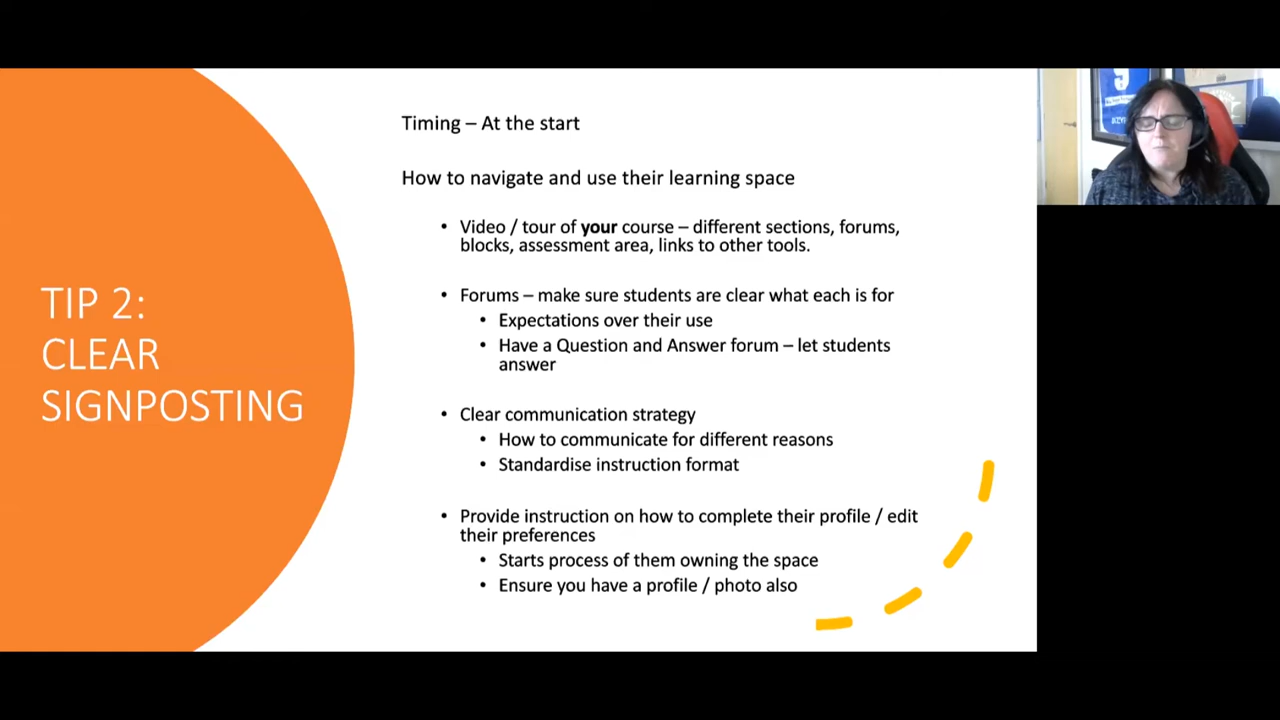 TIP 2:
CLEAR
SIGNPOSTING
Timing – At the start
How to navigate and use their learning space
• Video / tour of your course – different sections, forums,
blocks, assessment area, links to other tools.
• Forums – make sure students are clear what each is for
• Expectations over their use
• Have a Question and Answer forum – let students
answer
• Clear communication strategy
• How to communicate for different reasons
• Standardise instruction format
• Provide instruction on how to complete their profile / edit
their preferences
• Starts process of them owning the space
• Ensure you have a profile / photo also